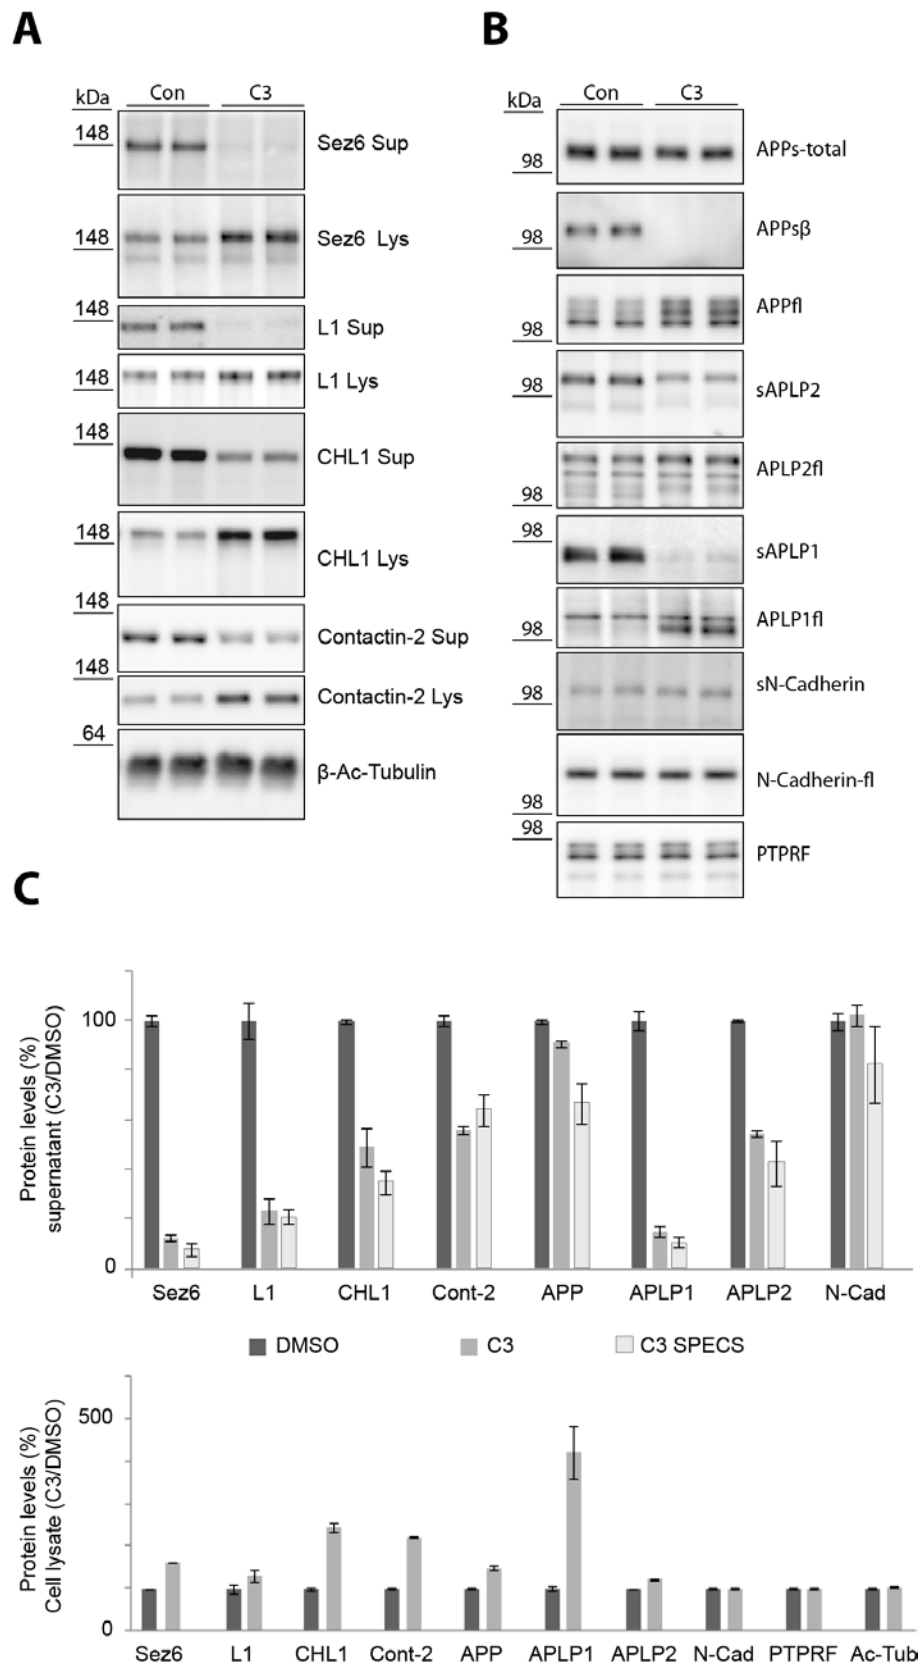 A
kDa
Con
C3
148
Sez6 Sup
148
Sez6 Lys
148
L1 Sup
148
L1 Lys
148
CHL1 Sup
148
CHL1 Lys
148
Contactin-2 Sup
148
Contactin-2 Lys
64
β-Ac-Tubulin
B
kDa
Con
C3
98
APPs-total
98
APPsβ
98
APPfl
98
sAPLP2
98
APLP2fl
98
sAPLP1
98
APLP1fl
98
sN-Cadherin
98
N-Cadherin-fl
98
PTPRF
C
Protein levels (%)
supernatant (C3/DMSO)
100
0
Sez6 L1 CHL1 Cont-2 APP APLP1 APLP2 N-Cad
DMSO C3 C3 SPECS
Protein levels (%)
Cell lysate (C3/DMSO)
500
0
Sez6 L1 CHL1 Cont-2 APP APLP1 APLP2 N-Cad PTPRF Ac-Tub